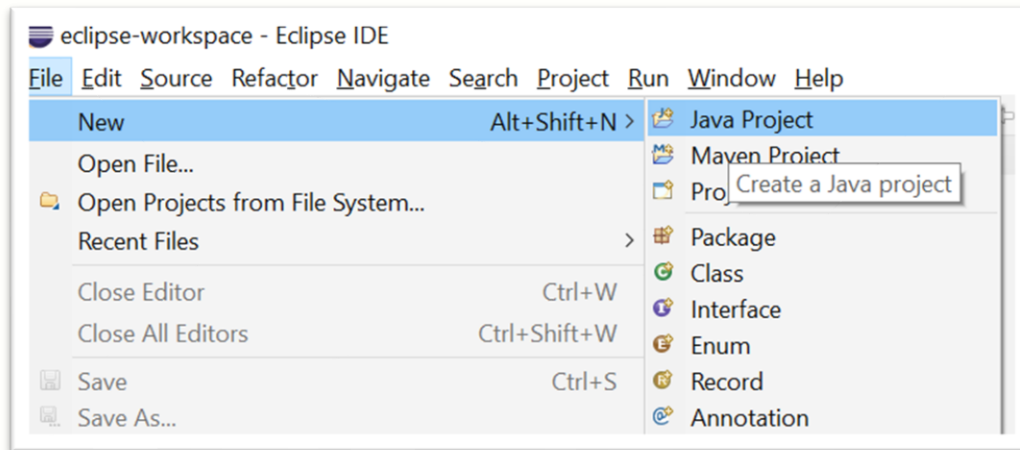 eclipse-workspace - Eclipse IDE
File Edit Source Refactor Navigate Search Project Run Window Help
New Alt+Shift+N >
Open File...
Open Projects from File System...
Recent Files >
Close Editor Ctrl+W
Close All Editors Ctrl+Shift+W
Save Ctrl+S
Save As...
Java Project
Maven Project
Create a Java project
Package
Class
Interface
Enum
Record
Annotation